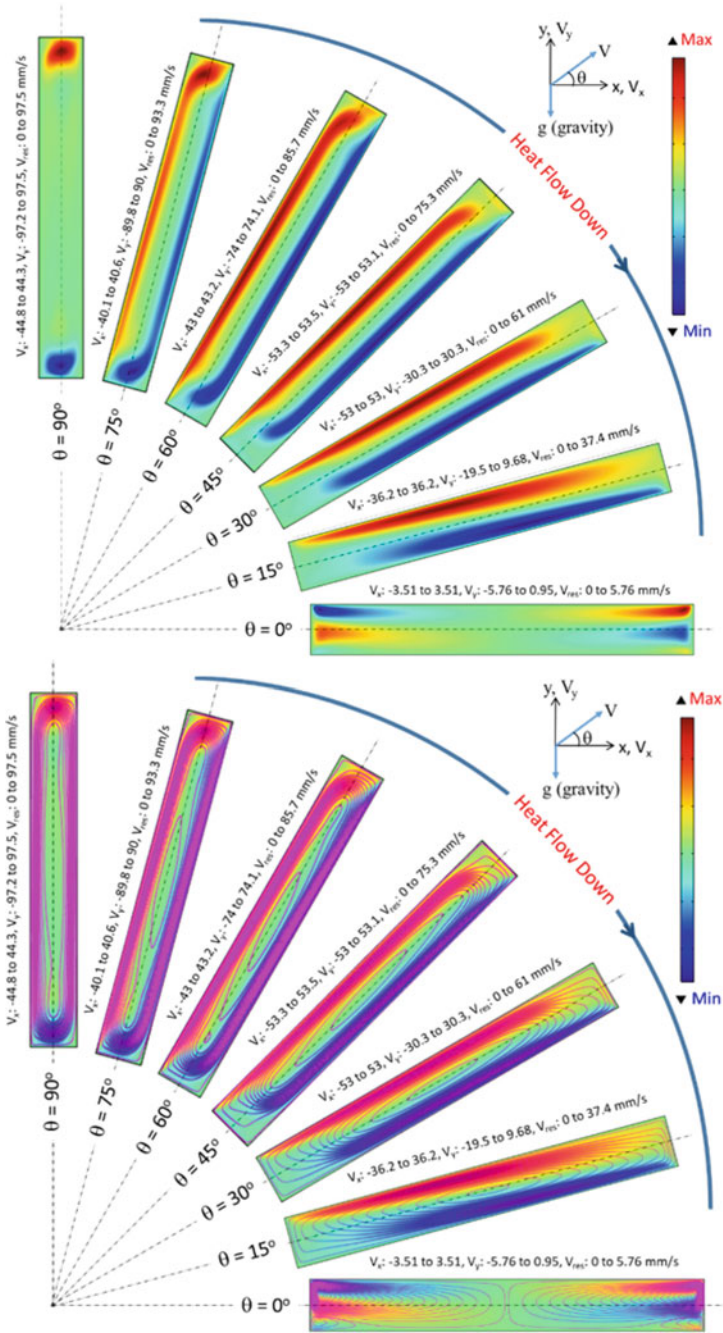 y, Vy
V
θ
x, Vx
g (gravity)
▲ Max
▼ Min
Heat Flow Down
Vx: -44.8 to 44.3, Vy: -97.2 to 97.5, Vres: 0 to 97.5 mm/s
Vx: -40.1 to 40.6, Vy: -89.8 to 90, Vres: 0 to 93.3 mm/s
Vx: -43 to 43.2, Vy: -74 to 74.1, Vres: 0 to 85.7 mm/s
Vx: -53.3 to 53.5, Vy: -53 to 53.1, Vres: 0 to 75.3 mm/s
Vx: -53 to 53, Vy: -30.3 to 30.3, Vres: 0 to 61 mm/s
Vx: -36.2 to 36.2, Vy: -19.5 to 9.68, Vres: 0 to 37.4 mm/s
Vx: -3.51 to 3.51, Vy: -5.76 to 0.95, Vres: 0 to 5.76 mm/s
θ = 90°
θ = 75°
θ = 60°
θ = 45°
θ = 30°
θ = 15°
θ = 0°
y, Vy
V
θ
x, Vx
g (gravity)
▲ Max
▼ Min
Heat Flow Down
Vx: -44.8 to 44.3, Vy: -97.2 to 97.5, Vres: 0 to 97.5 mm/s
Vx: -40.1 to 40.6, Vy: -89.8 to 90, Vres: 0 to 93.3 mm/s
Vx: -43 to 43.2, Vy: -74 to 74.1, Vres: 0 to 85.7 mm/s
Vx: -53.3 to 53.5, Vy: -53 to 53.1, Vres: 0 to 75.3 mm/s
Vx: -53 to 53, Vy: -30.3 to 30.3, Vres: 0 to 61 mm/s
Vx: -36.2 to 36.2, Vy: -19.5 to 9.68, Vres: 0 to 37.4 mm/s
Vx: -3.51 to 3.51, Vy: -5.76 to 0.95, Vres: 0 to 5.76 mm/s
θ = 90°
θ = 75°
θ = 60°
θ = 45°
θ = 30°
θ = 15°
θ = 0°